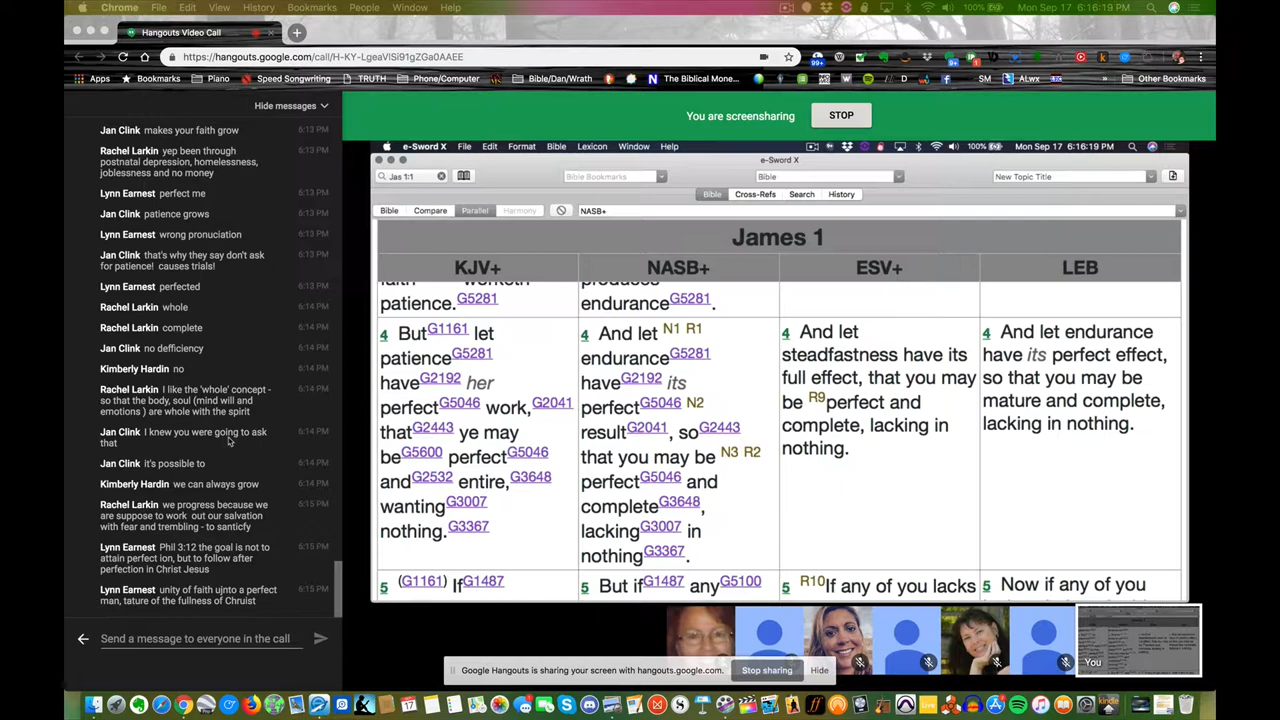 Chrome File Edit View History Bookmarks People Window Help 100% Mon Sep 17 6:16:19 PM
Hangouts Video Call
https://hangouts.google.com/call/H-KY-LgeaVISi91gZGa0AAEE
Apps Bookmarks Piano Speed Songwriting TRUTH Phone/Computer Bible/Dan/Wrath The Biblical Mone... SM ALwx Other Bookmarks
Hide messages
Jan Clink makes your faith grow 6:13 PM
Rachel Larkin yep been through 6:13 PM
postnatal depression, homelessness,
joblessness and no money
Lynn Earnest perfect me 6:13 PM
Jan Clink patience grows 6:13 PM
Lynn Earnest wrong pronuciation 6:13 PM
Jan Clink that's why they say don't ask 6:13 PM
for patience! causes trials!
Lynn Earnest perfected 6:13 PM
Rachel Larkin whole 6:14 PM
Rachel Larkin complete 6:14 PM
Jan Clink no defficiency 6:14 PM
Kimberly Hardin no 6:14 PM
Rachel Larkin I like the 'whole' concept - 6:14 PM
so that the body, soul (mind will and
emotions ) are whole with the spirit
Jan Clink I knew you were going to ask 6:14 PM
that
Jan Clink it's possible to 6:14 PM
Kimberly Hardin we can always grow 6:14 PM
Rachel Larkin we progress because we 6:15 PM
are suppose to work out our salvation
with fear and trembling - to santicfy
Lynn Earnest Phil 3:12 the goal is not to 6:15 PM
attain perfect ion, but to follow after
perfection in Christ Jesus
Lynn Earnest unity of faith ujnto a perfect 6:15 PM
man, tature of the fullness of Chruist
Send a message to everyone in the call
You are screensharing STOP
e-Sword X File Edit Format Bible Lexicon Window Help 100% Mon Sep 17 6:16:19 PM
e-Sword X
Jas 1:1 Bible Bookmarks Bible New Topic Title
Bible Cross-Refs Search History
Bible Compare Parallel Harmony NASB+
James 1
KJV+ NASB+ ESV+ LEB
patience.G5281
4 ButG1161 let
patienceG5281
haveG2192 her
perfectG5046 work,G2041
thatG2443 ye may
beG5600 perfectG5046
andG2532 entire,G3648
wantingG3007
nothing.G3367
5 (G1161) IfG1487
enduranceG5281.
4 And let N1 R1
enduranceG5281
haveG2192 its
perfectG5046 N2
resultG2041, soG2443
that you may be N3 R2
perfectG5046 and
completeG3648,
lackingG3007 in
nothingG3367.
5 But ifG1487 anyG5100
4 And let
steadfastness have its
full effect, that you may
be R9perfect and
complete, lacking in
nothing.
5 R10If any of you lacks
4 And let endurance
have its perfect effect,
so that you may be
mature and complete,
lacking in nothing.
5 Now if any of you
You
Google Hangouts is sharing your screen with hangouts.google.com. Stop sharing Hide